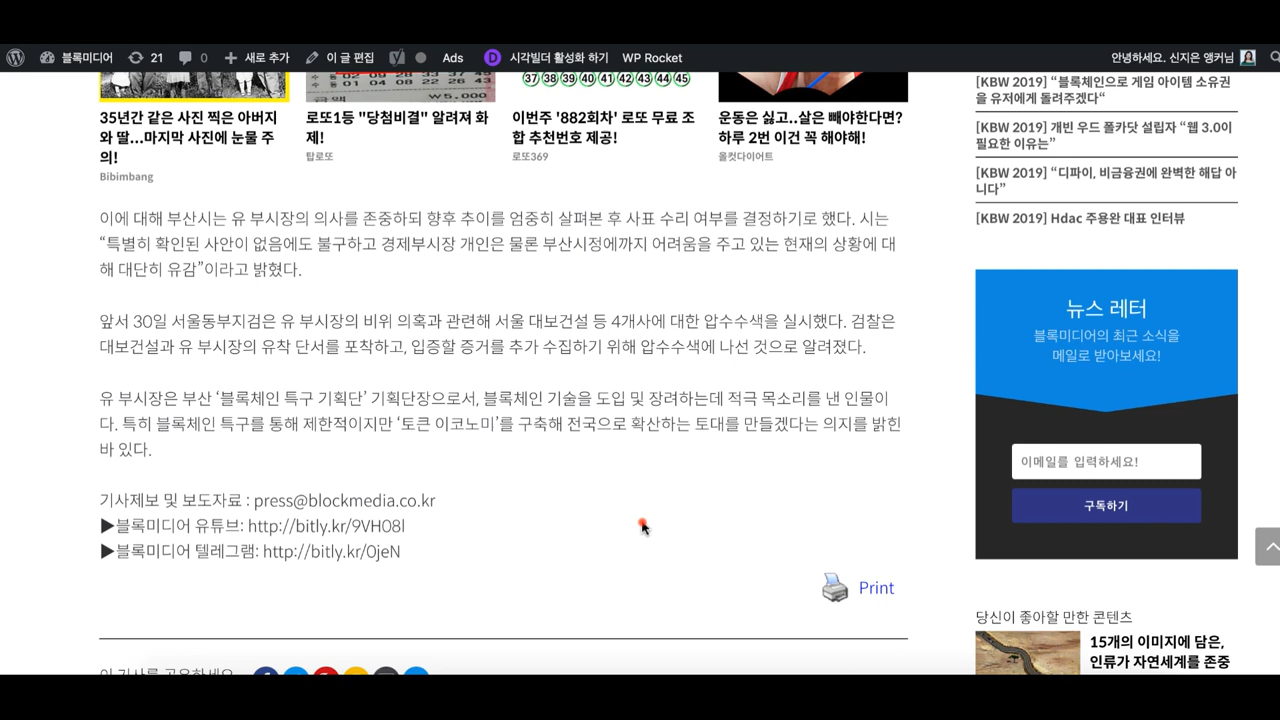 블록미디어 21 0 새로 추가 이 글 편집 Ads 시각빌더 활성화 하기 WP Rocket 안녕하세요. 신지은 앵커님
₩5,000
37 38 39 40 41 42 43 44 45
35년간 같은 사진 찍은 아버지
와 딸...마지막 사진에 눈물 주
의!
Bibimbang
로또1등 "당첨비결" 알려져 화
제!
탑로또
이번주 '882회차' 로또 무료 조
합 추천번호 제공!
로또369
운동은 싫고..살은 빼야한다면?
하루 2번 이건 꼭 해야해!
올컷다이어트
이에 대해 부산시는 유 부시장의 의사를 존중하되 향후 추이를 엄중히 살펴본 후 사표 수리 여부를 결정하기로 했다. 시는
“특별히 확인된 사안이 없음에도 불구하고 경제부시장 개인은 물론 부산시정에까지 어려움을 주고 있는 현재의 상황에 대
해 대단히 유감”이라고 밝혔다.
앞서 30일 서울동부지검은 유 부시장의 비위 의혹과 관련해 서울 대보건설 등 4개사에 대한 압수수색을 실시했다. 검찰은
대보건설과 유 부시장의 유착 단서를 포착하고, 입증할 증거를 추가 수집하기 위해 압수수색에 나선 것으로 알려졌다.
유 부시장은 부산 ‘블록체인 특구 기획단’ 기획단장으로서, 블록체인 기술을 도입 및 장려하는데 적극 목소리를 낸 인물이
다. 특히 블록체인 특구를 통해 제한적이지만 ‘토큰 이코노미’를 구축해 전국으로 확산하는 토대를 만들겠다는 의지를 밝힌
바 있다.
기사제보 및 보도자료 : press@blockmedia.co.kr
▶블록미디어 유튜브: http://bitly.kr/9VH08l
▶블록미디어 텔레그램: http://bitly.kr/0jeN
Print
이 기사를 공유하세요
[KBW 2019] “블록체인으로 게임 아이템 소유권
을 유저에게 돌려주겠다“
[KBW 2019] 개빈 우드 폴카닷 설립자 “웹 3.0이
필요한 이유는”
[KBW 2019] “디파이, 비금융권에 완벽한 해답 아
니다”
[KBW 2019] Hdac 주용완 대표 인터뷰
뉴스 레터
블록미디어의 최근 소식을
메일로 받아보세요!
이메일를 입력하세요!
구독하기
당신이 좋아할 만한 콘텐츠
15개의 이미지에 담은,
인류가 자연세계를 존중